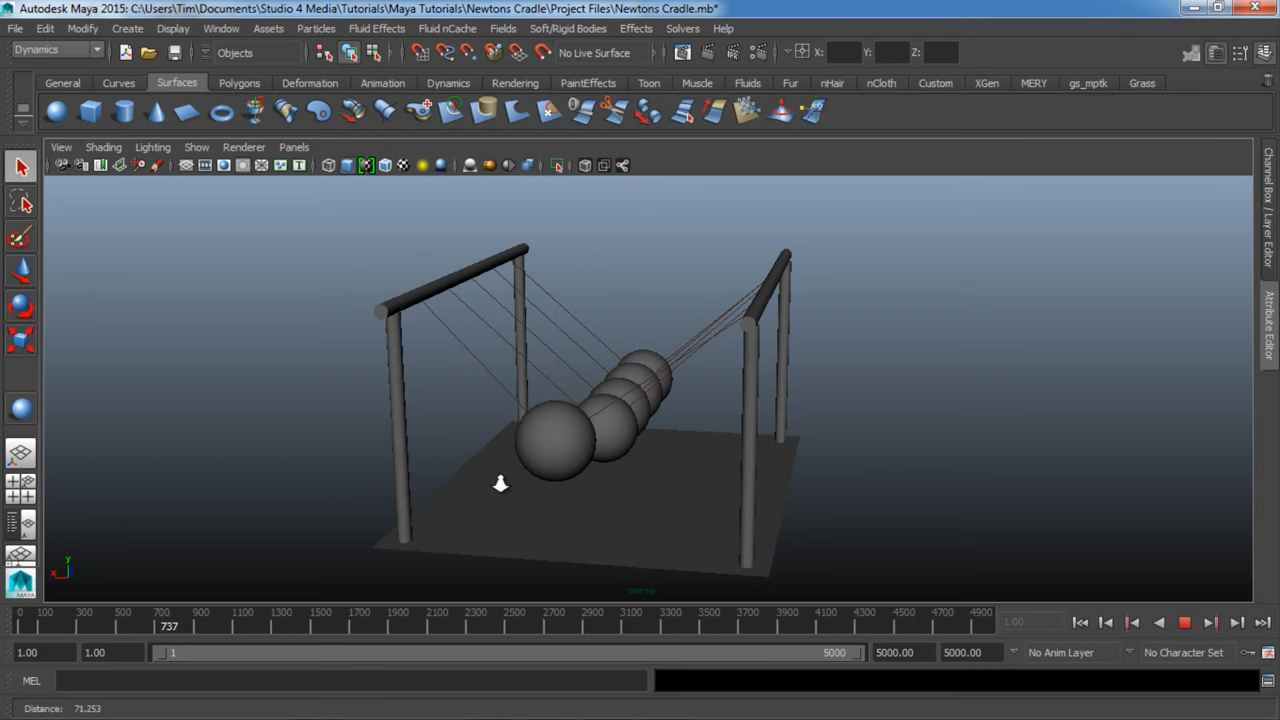 Autodesk Maya 2015: C:\Users\Tim\Documents\Studio 4 Media\Tutorials\Maya Tutorials\Newtons Cradle\Project Files\Newtons Cradle.mb*
File Edit Modify Create Display Window Assets Particles Fluid Effects Fluid nCache Fields Soft/Rigid Bodies Effects Solvers Hair Help
Dynamics Objects No Live Surface X: Y: Z:
General Curves Surfaces Polygons Deformation Animation Dynamics Rendering PaintEffects Toon Muscle Fluids Fur nHair nCloth Custom XGen MERY gs_mptk Grass
View Shading Lighting Show Renderer Panels
Channel Box / Layer Editor
Attribute Editor
y
x
persp
MAYA
0 100 300 500 700 900 1100 1300 1500 1700 1900 2100 2300 2500 2700 2900 3100 3300 3500 3700 3900 4100 4300 4500 4700 4900 1.00
737
1.00 1.00 1 5000 5000.00 5000.00 No Anim Layer No Character Set
MEL
Distance: 71.253